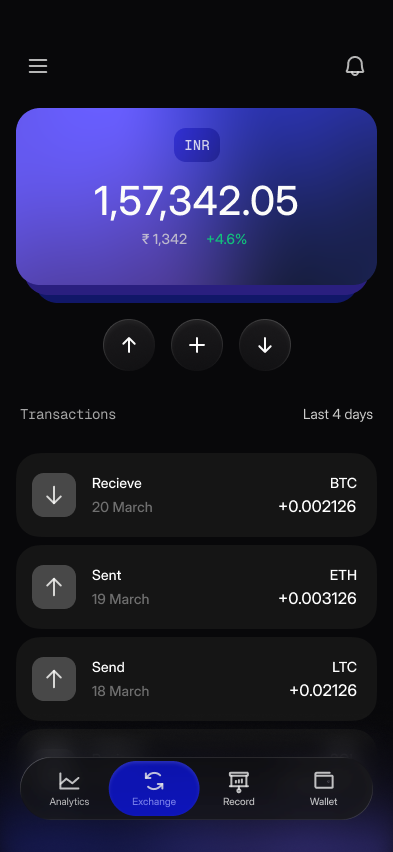 INR
1,57,342.05
₹ 1,342 +4.6%
Transactions Last 4 days
Recieve BTC
20 March +0.002126
Sent ETH
19 March +0.003126
Send LTC
18 March +0.02126
Analytics Exchange Record Wallet